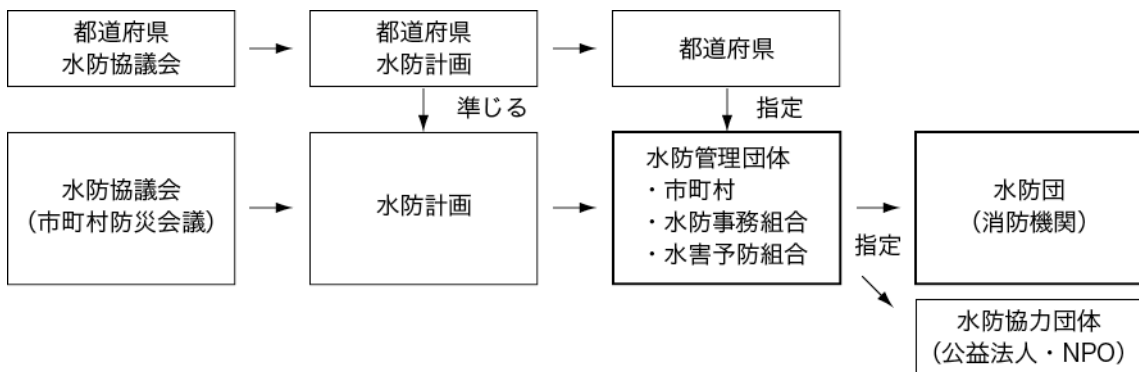 都道府県
水防協議会
都道府県
水防計画
都道府県
準じる
指定
水防協議会
（市町村防災会議）
水防計画
水防管理団体
・市町村
・水防事務組合
・水害予防組合
指定
水防団
（消防機関）
水防協力団体
（公益法人・NPO）